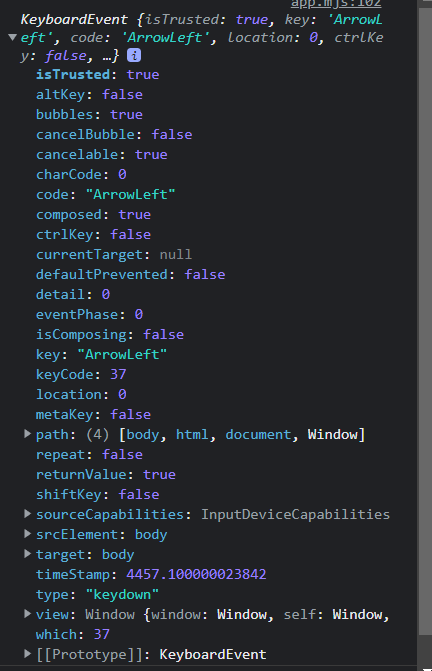 app.mjs:102
KeyboardEvent {isTrusted: true, key: 'ArrowL
eft', code: 'ArrowLeft', location: 0, ctrlKe
y: false, …} i
isTrusted: true
altKey: false
bubbles: true
cancelBubble: false
cancelable: true
charCode: 0
code: "ArrowLeft"
composed: true
ctrlKey: false
currentTarget: null
defaultPrevented: false
detail: 0
eventPhase: 0
isComposing: false
key: "ArrowLeft"
keyCode: 37
location: 0
metaKey: false
path: (4) [body, html, document, Window]
repeat: false
returnValue: true
shiftKey: false
sourceCapabilities: InputDeviceCapabilities
srcElement: body
target: body
timeStamp: 4457.100000023842
type: "keydown"
view: Window {window: Window, self: Window,
which: 37
[[Prototype]]: KeyboardEvent